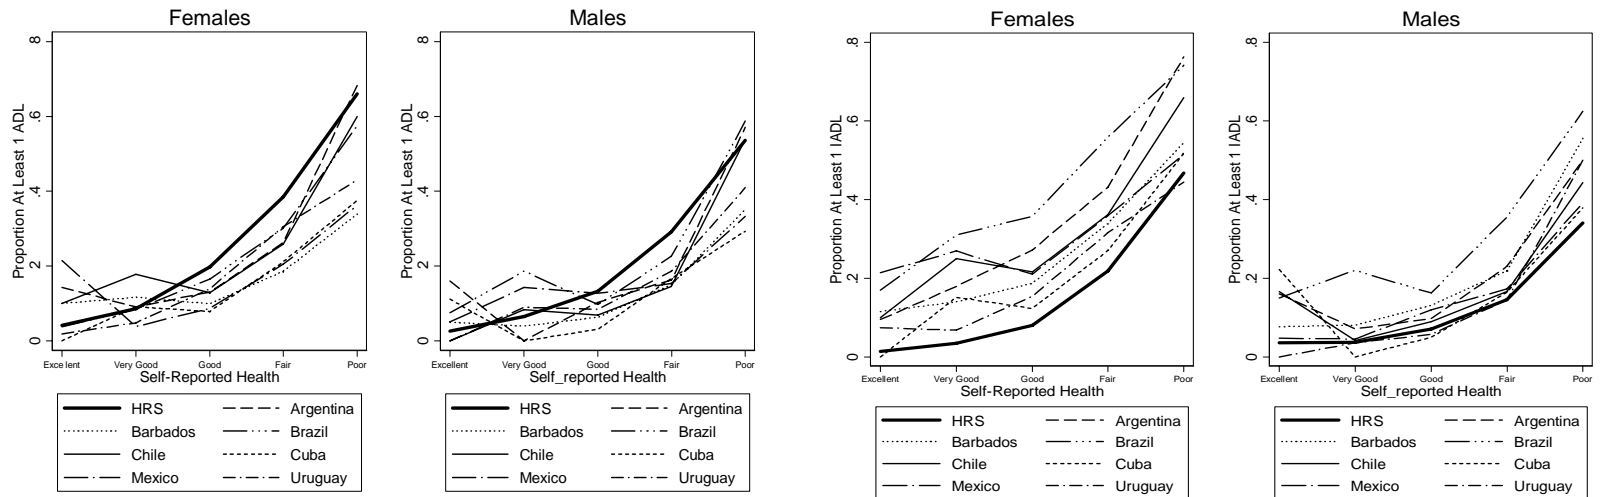 Females
Proportion At Least 1 ADL
8
.6
.4
.2
0
Excellent Very Good Good Fair Poor
Self-Reported Health
HRS Argentina
Barbados Brazil
Chile Cuba
Mexico Uruguay
Males
Proportion At Least 1 ADL
8
.6
.4
.2
0
Excellent Very Good Good Fair Poor
Self_reported Health
HRS Argentina
Barbados Brazil
Chile Cuba
Mexico Uruguay
Females
Proportion At Least 1 IADL
.8
.6
.4
.2
0
Excellent Very Good Good Fair Poor
Self-Reported Health
HRS Argentina
Barbados Brazil
Chile Cuba
Mexico Uruguay
Males
Proportion At Least 1 IADL
.8
.6
.4
.2
0
Excellent Very Good Good Fair Poor
Self_reported Health
HRS Argentina
Barbados Brazil
Chile Cuba
Mexico Uruguay